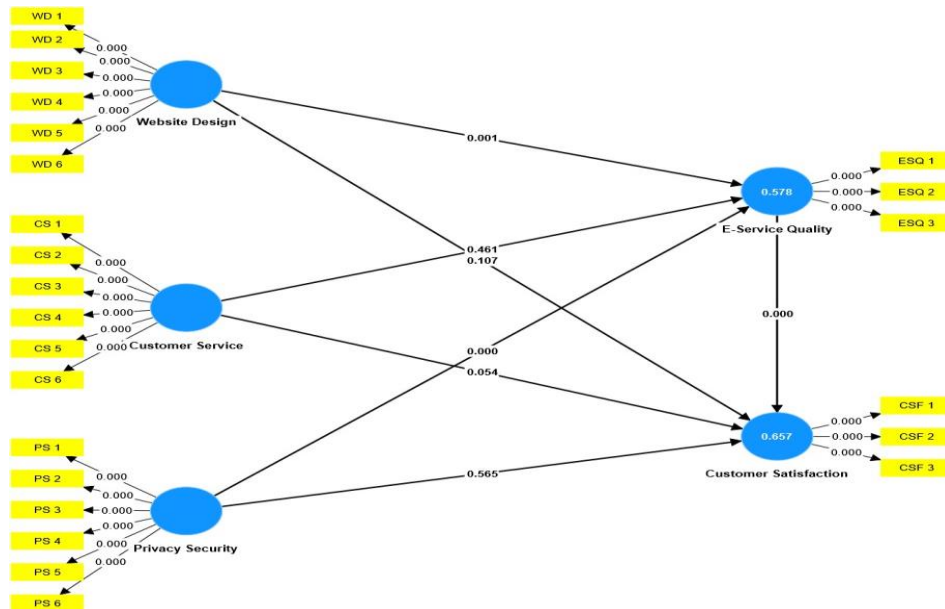 WD 1
WD 2
WD 3
WD 4
WD 5
WD 6
0.000
0.000
0.000
0.000
0.000
0.000
Website Design
CS 1
CS 2
CS 3
CS 4
CS 5
CS 6
0.000
0.000
0.000
0.000
0.000
0.000
Customer Service
PS 1
PS 2
PS 3
PS 4
PS 5
PS 6
0.000
0.000
0.000
0.000
0.000
0.000
Privacy Security
0.001
0.461
0.107
0.000
0.054
0.565
0.578
E-Service Quality
0.000
0.000
0.000
ESQ 1
ESQ 2
ESQ 3
0.000
0.657
Customer Satisfaction
0.000
0.000
0.000
CSF 1
CSF 2
CSF 3